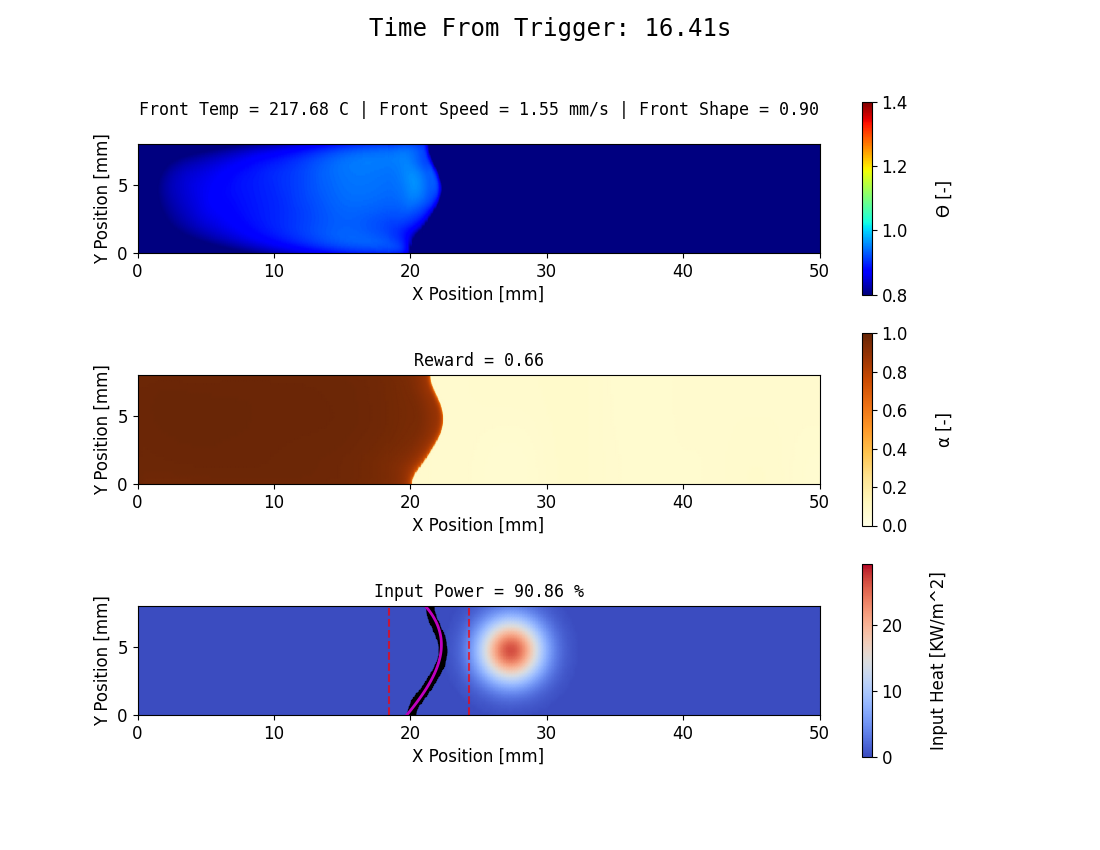 Time From Trigger: 16.41s
Front Temp = 217.68 C | Front Speed = 1.55 mm/s | Front Shape = 0.90
Y Position [mm]
5
0
0 10 20 30 40 50
X Position [mm]
1.4
1.2
1.0
0.8
Θ [-]
Reward = 0.66
Y Position [mm]
5
0
0 10 20 30 40 50
X Position [mm]
1.0
0.8
0.6
0.4
0.2
0.0
α [-]
Input Power = 90.86 %
Y Position [mm]
5
0
0 10 20 30 40 50
X Position [mm]
20
10
0
Input Heat [KW/m^2]